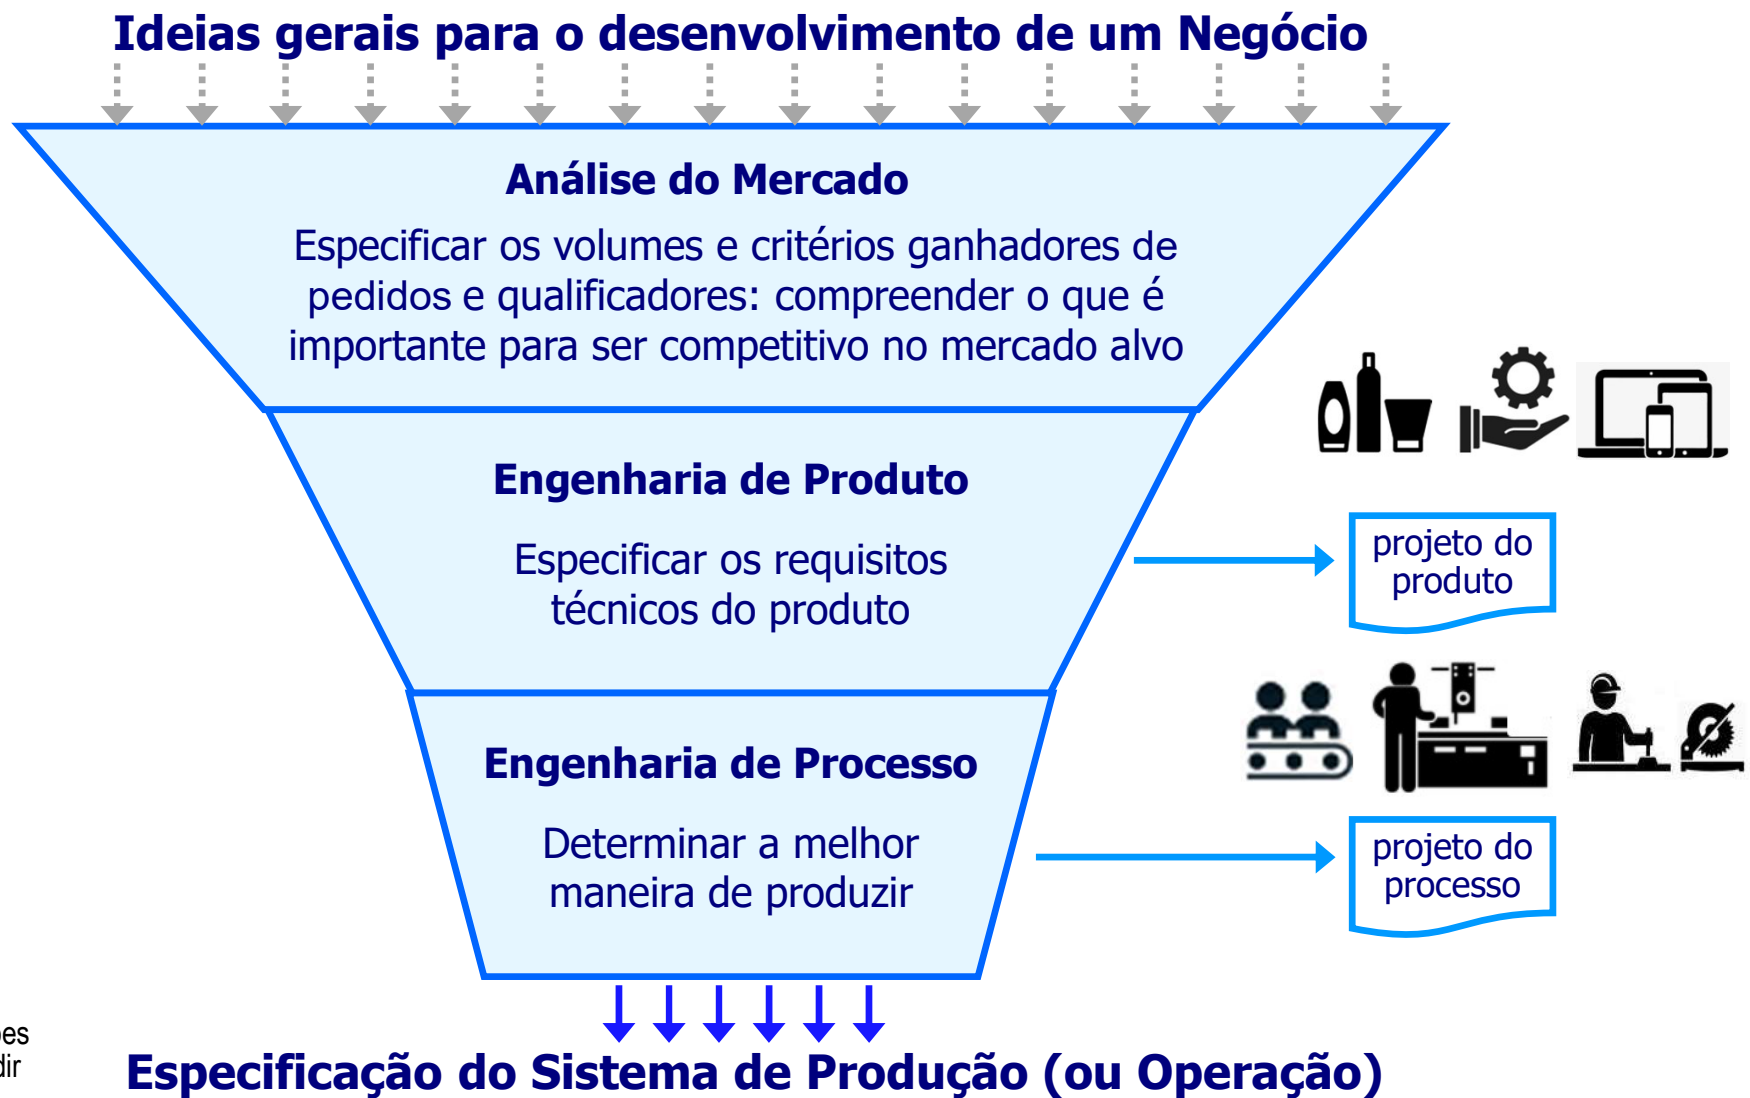 Ideias gerais para o desenvolvimento de um Negócio
Análise do Mercado
Especificar os volumes e critérios ganhadores de
pedidos e qualificadores: compreender o que é
importante para ser competitivo no mercado alvo
Engenharia de Produto
Especificar os requisitos
técnicos do produto
projeto do
produto
Engenharia de Processo
Determinar a melhor
maneira de produzir
projeto do
processo
Especificação do Sistema de Produção (ou Operação)